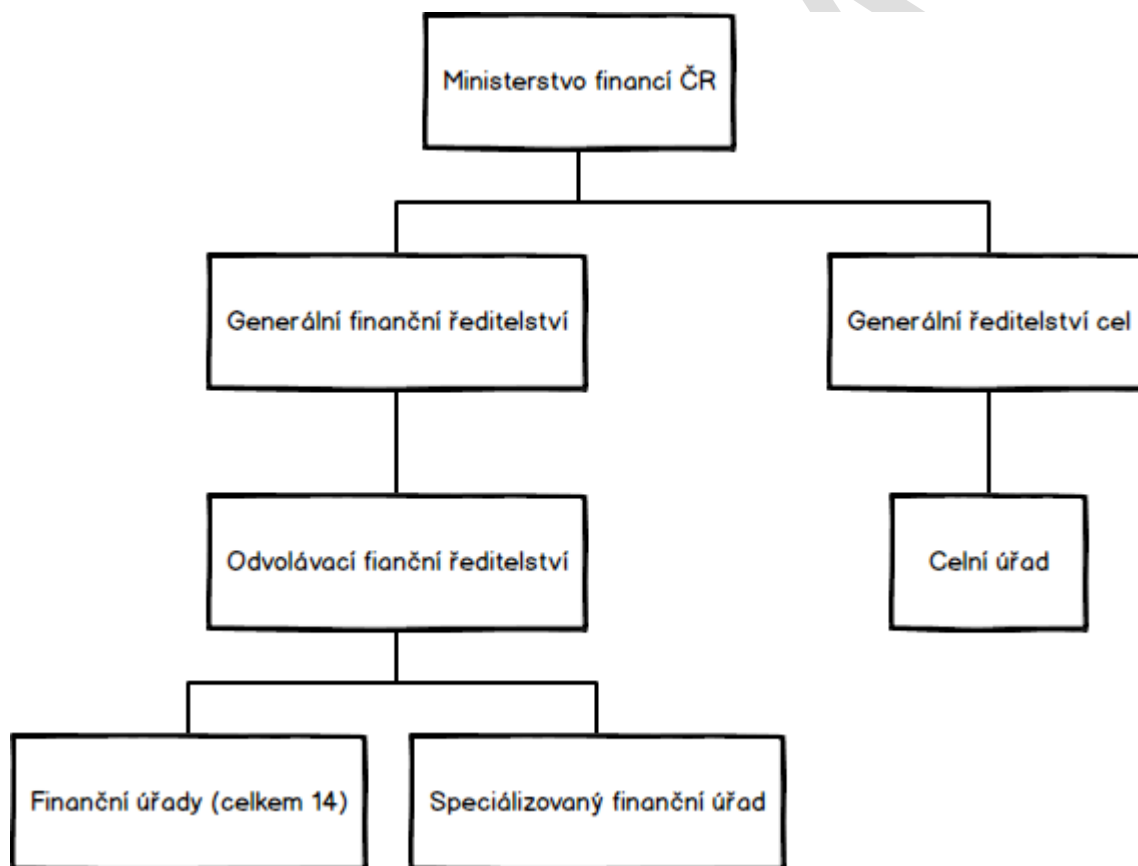 Ministerstvo financí ČR
Generální finanční ředitelství
Generální ředitelství cel
Odvolávací fianční ředitelství
Celní úřad
Finanční úřady (celkem 14)
Speciálizovaný finanční úřad